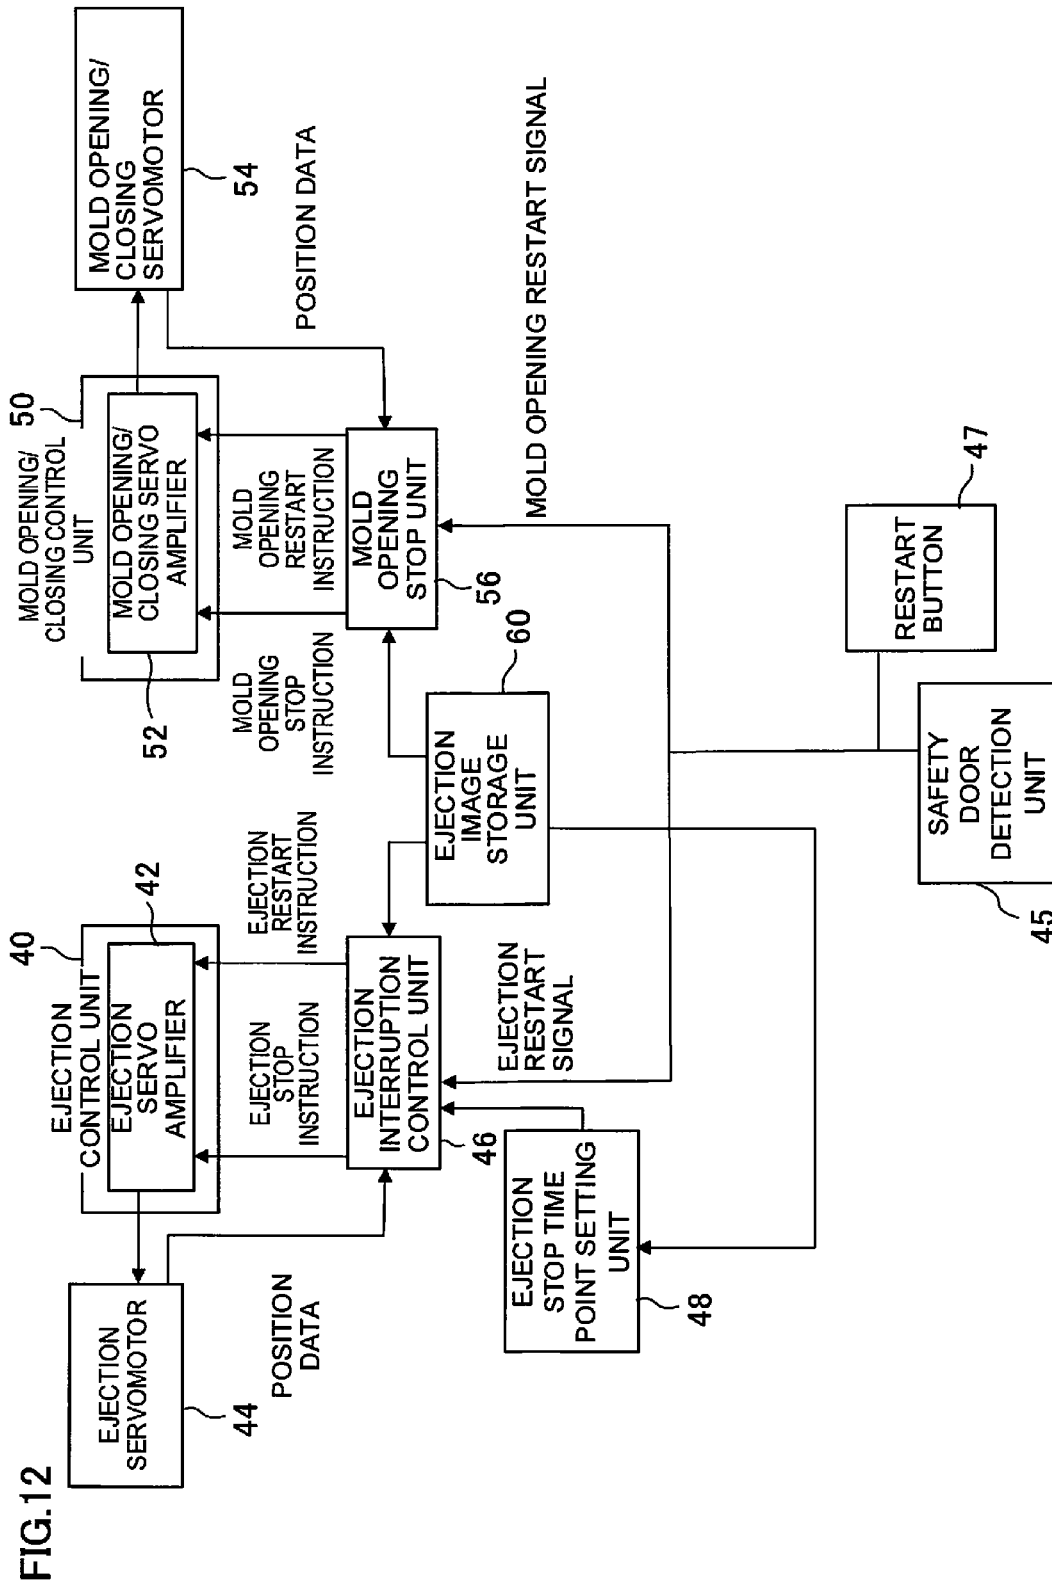 FIG.12
EJECTION
SERVOMOTOR
44
POSITION
DATA
EJECTION
CONTROL UNIT
40
EJECTION
SERVO
AMPLIFIER
42
EJECTION
STOP
INSTRUCTION
EJECTION
RESTART
INSTRUCTION
EJECTION
INTERRUPTION
CONTROL UNIT
46
EJECTION
STOP TIME
POINT SETTING
UNIT
48
EJECTION
RESTART
SIGNAL
EJECTION
IMAGE
STORAGE
UNIT
60
MOLD OPENING/
CLOSING CONTROL
UNIT
50
MOLD OPENING/
CLOSING SERVO
AMPLIFIER
52
MOLD
OPENING
STOP
INSTRUCTION
MOLD
OPENING
RESTART
INSTRUCTION
MOLD
OPENING
STOP UNIT
56
MOLD OPENING/
CLOSING
SERVOMOTOR
54
POSITION DATA
MOLD OPENING RESTART SIGNAL
SAFETY
DOOR
DETECTION
UNIT
45
RESTART
BUTTON
47